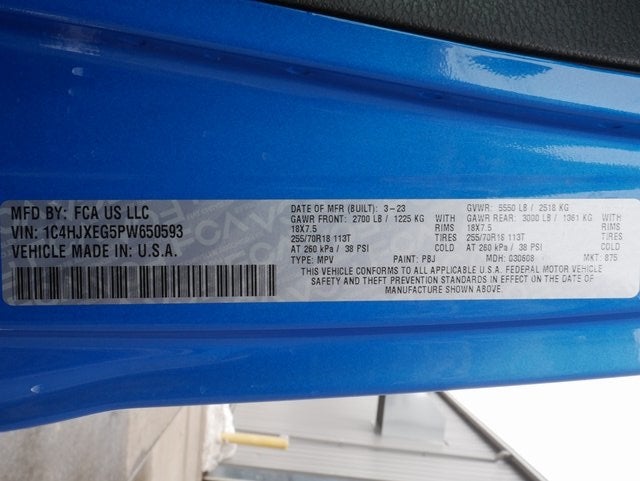 MFD BY: FCA US LLC
VIN: 1C4HJXEG5PW650593
VEHICLE MADE IN U.S.A.
DATE OF MFR (BUILT): 3-23 GVWR: 5550 LB / 2518 KG
GAWR FRONT: 2700 LB / 1225 KG WITH GAWR REAR: 3000 LB / 1361 KG WITH
18X7.5 RIMS 18X7.5 RIMS
255/70R18 113T TIRES 255/70R18 113T TIRES
AT 260 kPa / 38 PSI COLD AT 260 kPa / 38 PSI COLD
TYPE: MPV PAINT: PBJ MDH: 030608 MKT: 875
THIS VEHICLE CONFORMS TO ALL APPLICABLE U.S.A. FEDERAL MOTOR VEHICLE
SAFETY AND THEFT PREVENTION STANDARDS IN EFFECT ON THE DATE OF
MANUFACTURE SHOWN ABOVE.